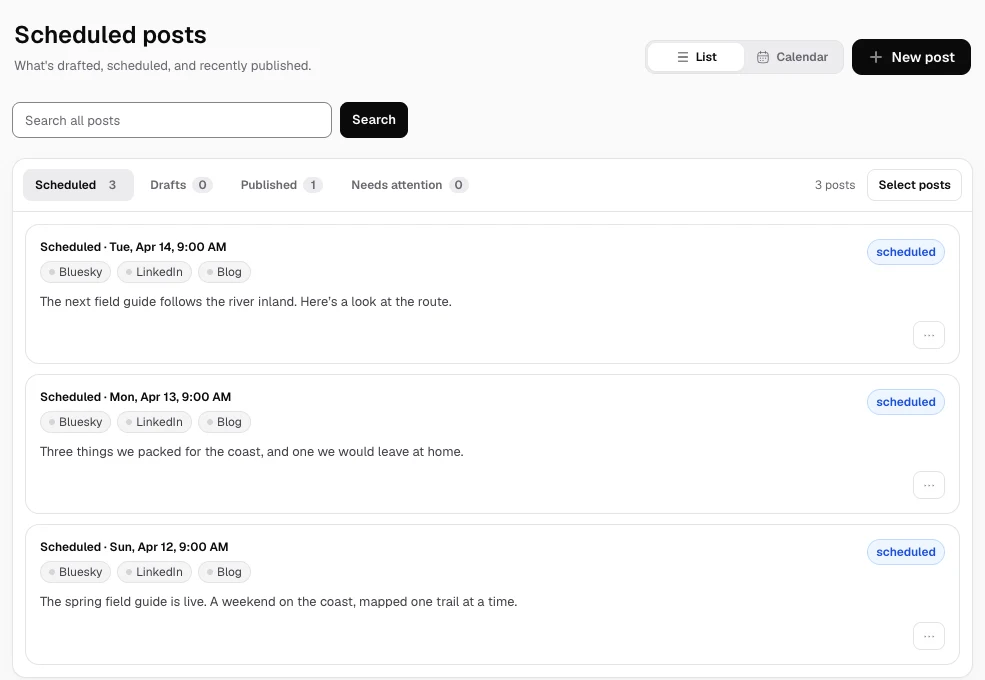 Scheduled posts
What's drafted, scheduled, and recently published.
List
Calendar
New post
Search all posts
Search
Scheduled 3
Drafts 0
Published 1
Needs attention 0
3 posts
Select posts
Scheduled · Tue, Apr 14, 9:00 AM
scheduled
Bluesky
LinkedIn
Blog
The next field guide follows the river inland. Here's a look at the route.
...
Scheduled · Mon, Apr 13, 9:00 AM
scheduled
Bluesky
LinkedIn
Blog
Three things we packed for the coast, and one we would leave at home.
...
Scheduled · Sun, Apr 12, 9:00 AM
scheduled
Bluesky
LinkedIn
Blog
The spring field guide is live. A weekend on the coast, mapped one trail at a time.
...